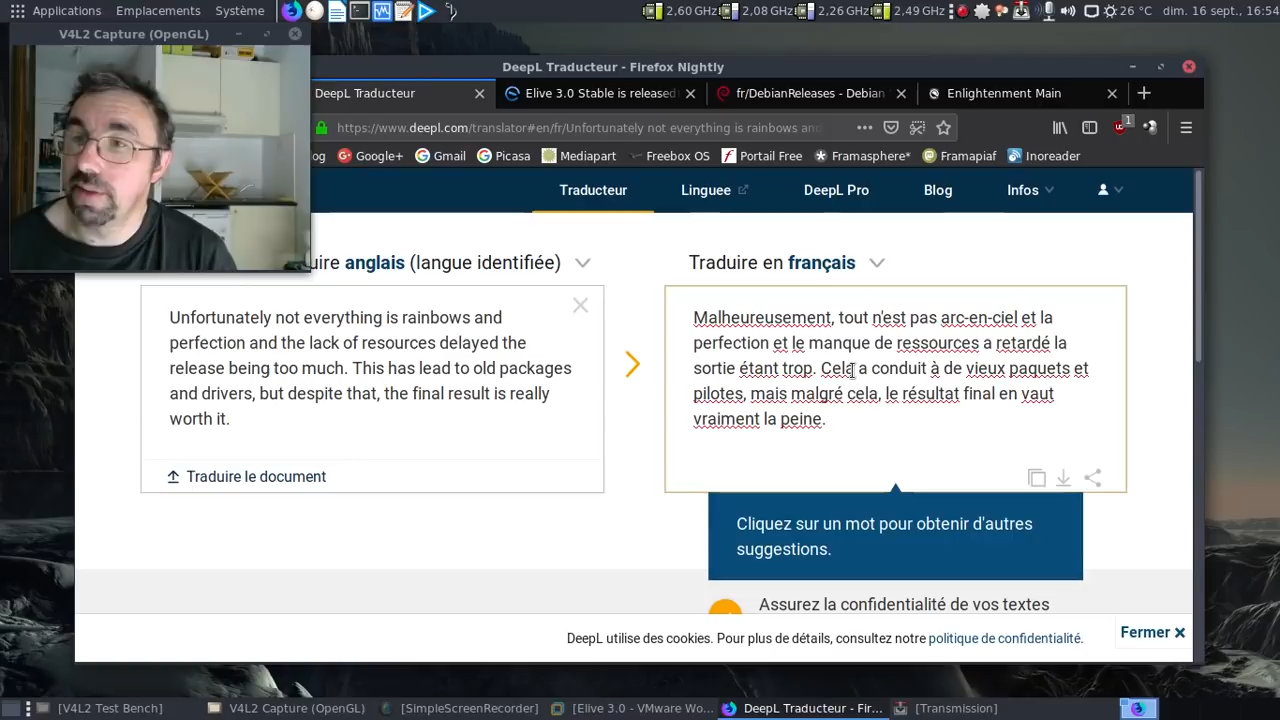 Applications Emplacements Système
2,60 GHz 2,08 GHz 2,26 GHz 2,49 GHz 26 °C dim. 16 sept., 16:54
V4L2 Capture (OpenGL)
DeepL Traducteur - Firefox Nightly
DeepL Traducteur
Elive 3.0 Stable is released
fr/DebianReleases - Debian
Enlightenment Main
https://www.deepl.com/translator#en/fr/Unfortunately not everything is rainbows and
1
Google+ Gmail Picasa Mediapart Freebox OS Portail Free Framasphere* Framapiaf Inoreader
Traducteur Linguee DeepL Pro Blog Infos
uire anglais (langue identifiée)
Traduire en français
Unfortunately not everything is rainbows and
perfection and the lack of resources delayed the
release being too much. This has lead to old packages
and drivers, but despite that, the final result is really
worth it.
Traduire le document
Malheureusement, tout n'est pas arc-en-ciel et la
perfection et le manque de ressources a retardé la
sortie étant trop. Cela a conduit à de vieux paquets et
pilotes, mais malgré cela, le résultat final en vaut
vraiment la peine.
Cliquez sur un mot pour obtenir d'autres
suggestions.
Assurez la confidentialité de vos textes
DeepL utilise des cookies. Pour plus de détails, consultez notre politique de confidentialité.
Fermer ×
[V4L2 Test Bench] V4L2 Capture (OpenGL) [SimpleScreenRecorder] [Elive 3.0 - VMware Wo... DeepL Traducteur - Fir... [Transmission]